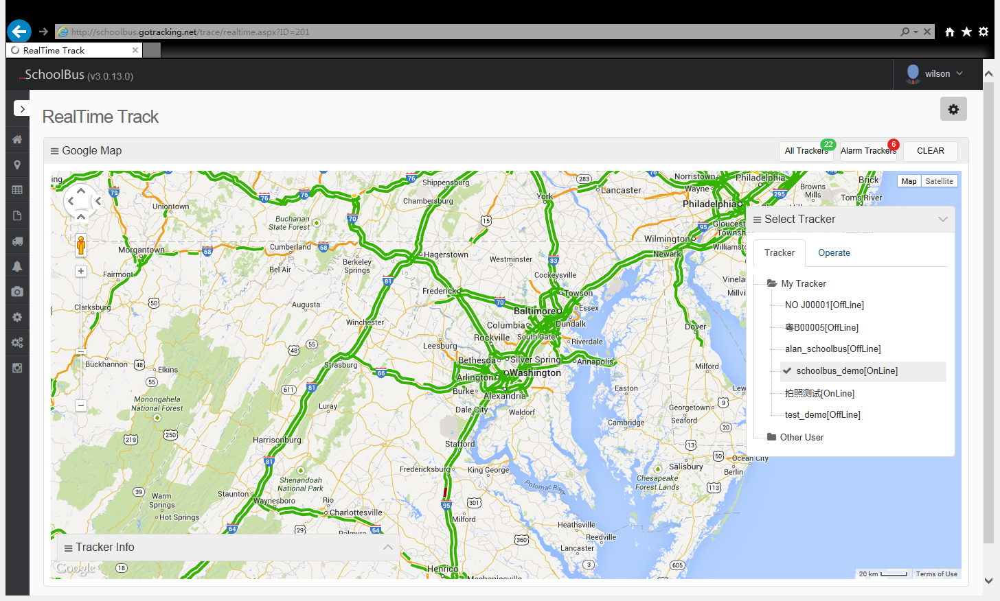 http://schoolbus.gotracking.net/trace/realtime.aspx?ID=201
RealTime Track
...SchoolBus (v3.0.13.0)
wilson
RealTime Track
Google Map
All Trackers 22
Alarm Trackers 6
CLEAR
Map
Satellite
Select Tracker
Tracker
Operate
My Tracker
NO J00001[OffLine]
粤B00005[OffLine]
alan_schoolbus[OffLine]
schoolbus_demo[OnLine]
拍照测试[OnLine]
test_demo[OffLine]
Other User
ing
79
76
76
76
Shippensburg
Chambersburg
283
Lancaster
York
Norristown
Wayne
Philadelphia
Philadelphia
295
Browns
Mills
Brick
Toms River
Uniontown
Buchanan
State Forest
70
15
95
Gloucest
Township
Williamst
Wilmington
Newark
Morgantown
68
Cumberland
68
Hagerstown
Westminster
83
Cockeysville
Berkeley
Springs
Bel Air
Fairmont
81
Vinela
Millvi
Clarksburg
50
Augusta
Frederick
70
Towson
Essex
Baltimore
Dundalk
Columbia
Rockville
South Gate
Riverdale
Winchester
Leesburg
Dover
Buckhannon
48
Elkins
55
48
55
Strasburg
66
Bethesda
Silver Spring
Annapolis
Arlington
Washington
Milford
Burke
Alexandria
Easton
Monongahela
National Forest
611
81
Luray
Dale City
Waldorf
Georgetown
9
Seaford
Cambridge
20
219
250
Harrisonburg
Stafford
13
50
Ocean City
81
Fredericksburg
King George
Salisbury
Berlin
Shenandoah
National Park
Chesapeake
Forest Lands
113
39
Warm
Springs
Staunton
Waynesboro
Rio
Potomac River
Hot Springs
Charlottesville
95
301
Milford
64
29
Palmyra
64
Heathsville
Reedville
360
Lancaster
3
605
18
Henrico
Mechanicsville
Tracker Info
Google
20 km
Terms of Use